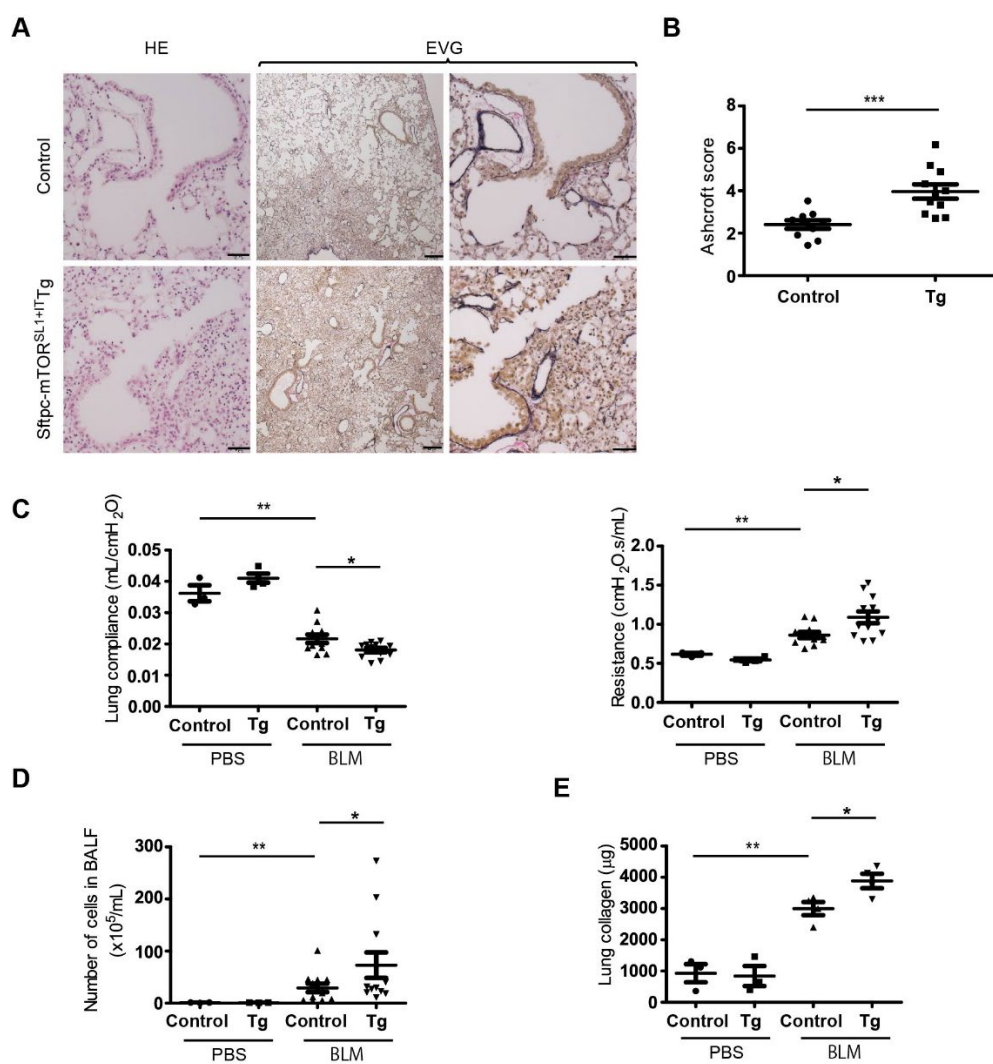 A
HE
EVG
Control
Sftpc-mTOR^SL1+IT Tg
B
***
Ashcroft score
8
6
4
2
0
Control Tg
C
**
*
Lung compliance (mL/cmH2O)
0.05
0.04
0.03
0.02
0.01
0.00
Control Tg Control Tg
PBS BLM
**
*
Resistance (cmH2O.s/mL)
2.0
1.5
1.0
0.5
0.0
Control Tg Control Tg
PBS BLM
D
**
*
Number of cells in BALF
(x10^5/mL)
300
200
100
0
Control Tg Control Tg
PBS BLM
E
**
*
Lung collagen (µg)
5000
4000
3000
2000
1000
0
Control Tg Control Tg
PBS BLM